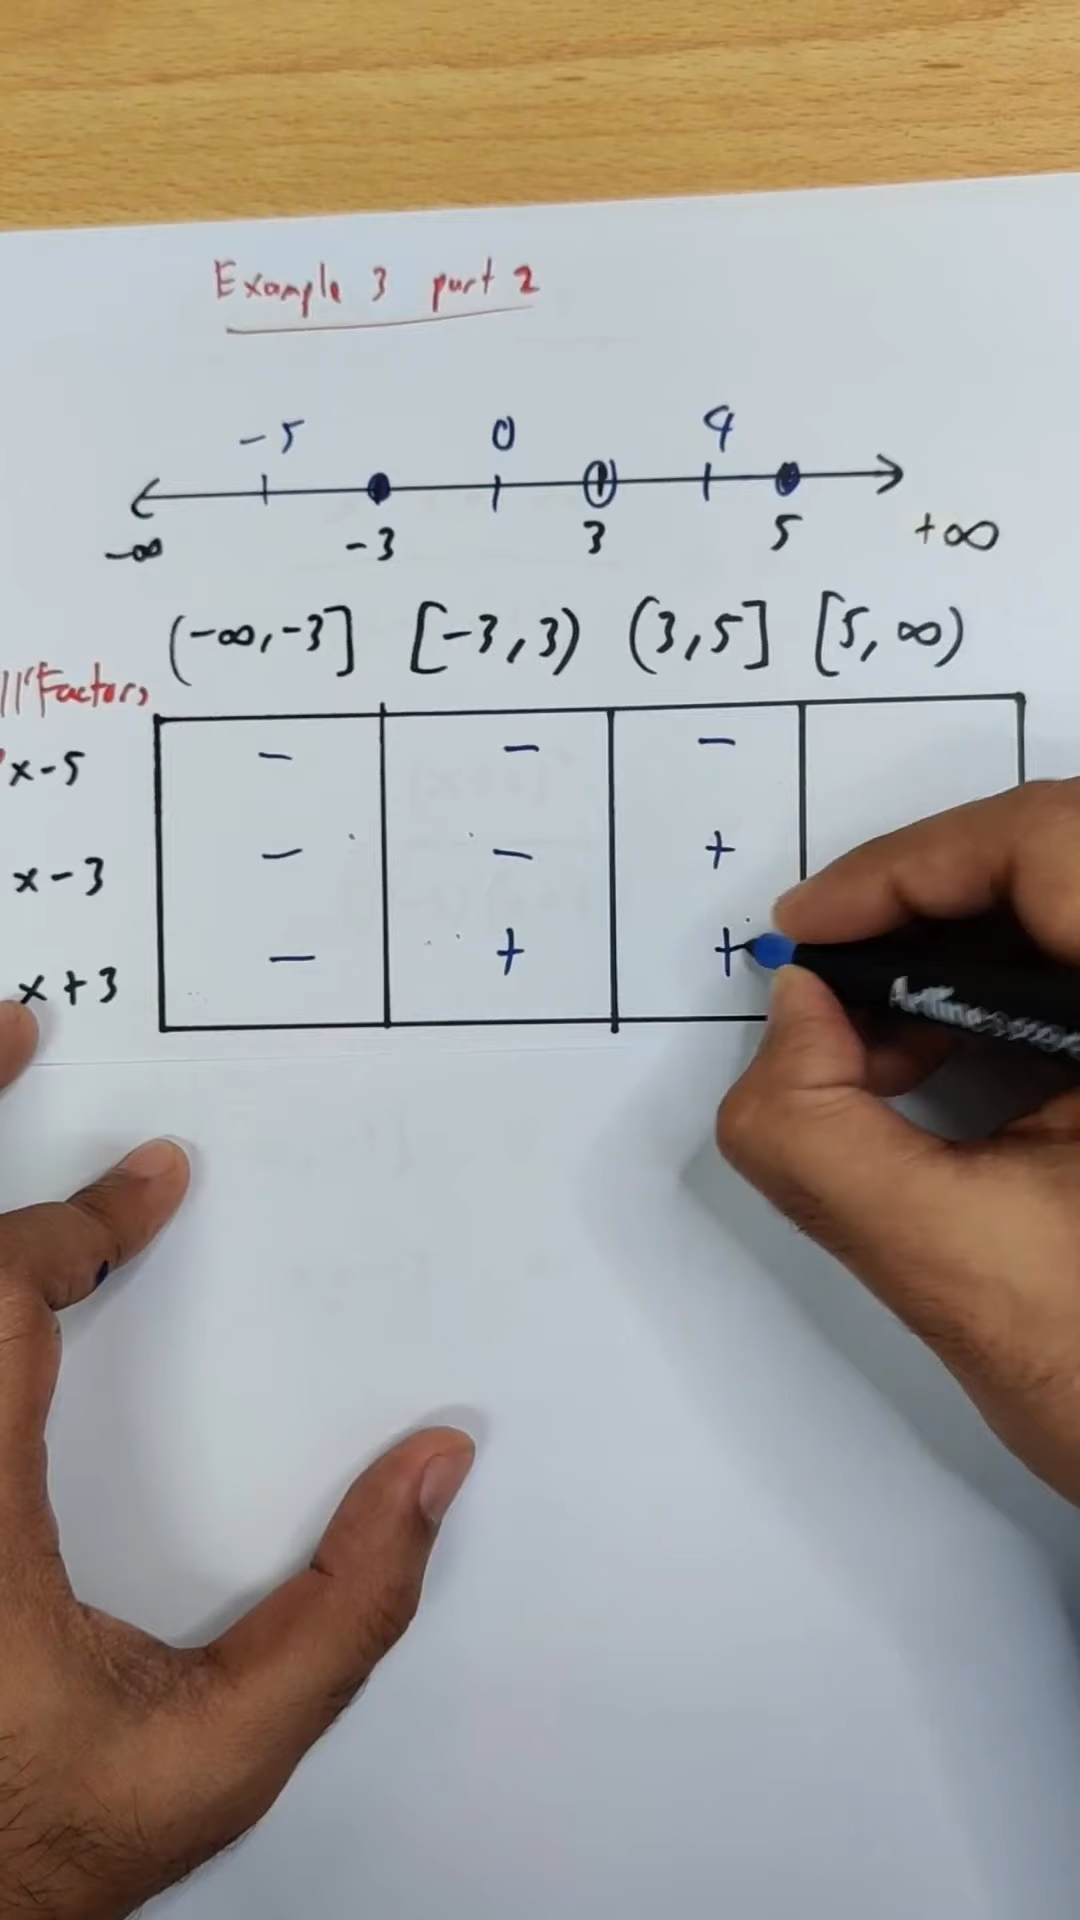 Example 3 part 2
-5 0 4
-∞ -3 3 5 +∞
(-∞,-3] [-3,3) (3,5] [5,∞)
Factors
x-5 - - -
x-3 - - +
x+3 - + +
Artline